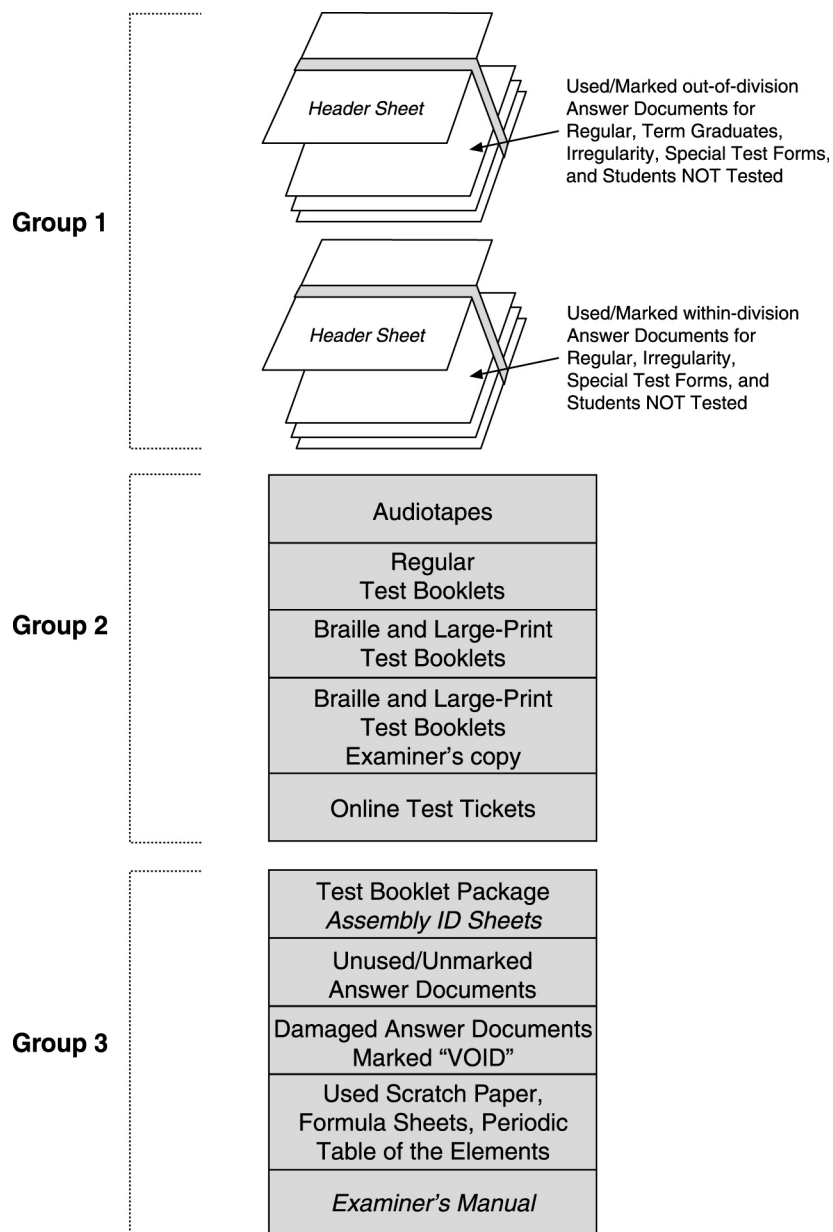 Group 1
Header Sheet
Used/Marked out-of-division
Answer Documents for
Regular, Term Graduates,
Irregularity, Special Test Forms,
and Students NOT Tested
Header Sheet
Used/Marked within-division
Answer Documents for
Regular, Irregularity,
Special Test Forms, and
Students NOT Tested
Group 2
Audiotapes
Regular
Test Booklets
Braille and Large-Print
Test Booklets
Braille and Large-Print
Test Booklets
Examiner’s copy
Online Test Tickets
Group 3
Test Booklet Package
Assembly ID Sheets
Unused/Unmarked
Answer Documents
Damaged Answer Documents
Marked “VOID”
Used Scratch Paper,
Formula Sheets, Periodic
Table of the Elements
Examiner’s Manual